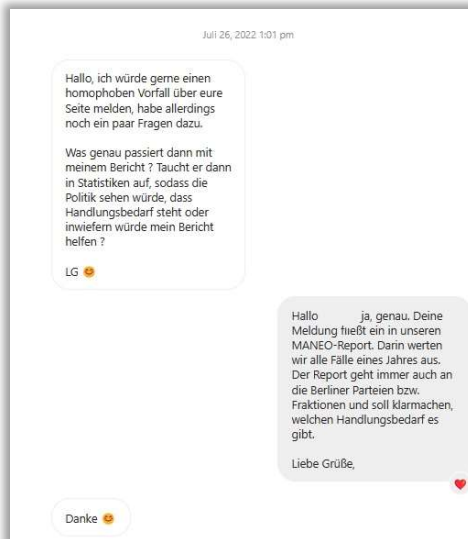 Juli 26, 2022 1:01 pm
Hallo, ich würde gerne einen
homophoben Vorfall über eure
Seite melden, habe allerdings
noch ein paar Fragen dazu.
Was genau passiert dann mit
meinem Bericht ? Taucht er dann
in Statistiken auf, sodass die
Politik sehen würde, dass
Handlungsbedarf steht oder
inwiefern würde mein Bericht
helfen ?
LG 😊
Hallo ja, genau. Deine
Meldung fließt ein in unseren
MANEO-Report. Darin werten
wir alle Fälle eines Jahres aus.
Der Report geht immer auch an
die Berliner Parteien bzw.
Fraktionen und soll klarmachen,
welchen Handlungsbedarf es
gibt.
Liebe Grüße,
Danke 😊